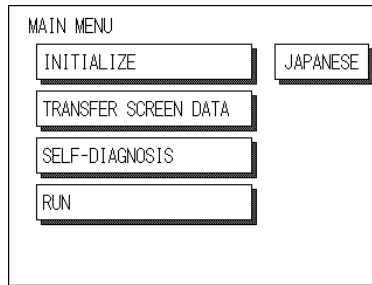 MAIN MENU
INITIALIZE
JAPANESE
TRANSFER SCREEN DATA
SELF-DIAGNOSIS
RUN